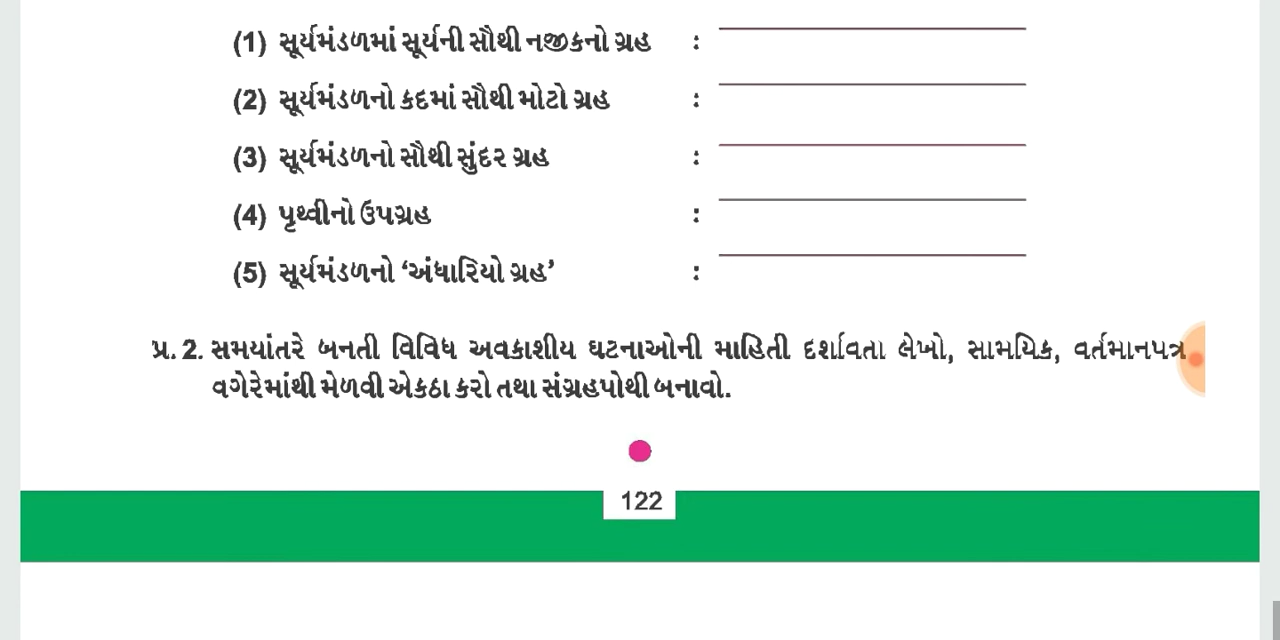 (1) સૂર્યમંડળમાં સૂર્યની સૌથી નજીકનો ગ્રહ :
(2) સૂર્યમંડળનો કદમાં સૌથી મોટો ગ્રહ :
(3) સૂર્યમંડળનો સૌથી સુંદર ગ્રહ :
(4) પૃથ્વીનો ઉપગ્રહ :
(5) સૂર્યમંડળનો ‘અંધારિયો ગ્રહ’ :
પ્ર. 2. સમયાંતરે બનતી વિવિધ અવકાશીય ઘટનાઓની માહિતી દર્શાવતા લેખો, સામયિક, વર્તમાનપત્ર
વગેરેમાંથી મેળવી એકઠા કરો તથા સંગ્રહપોથી બનાવો.
122